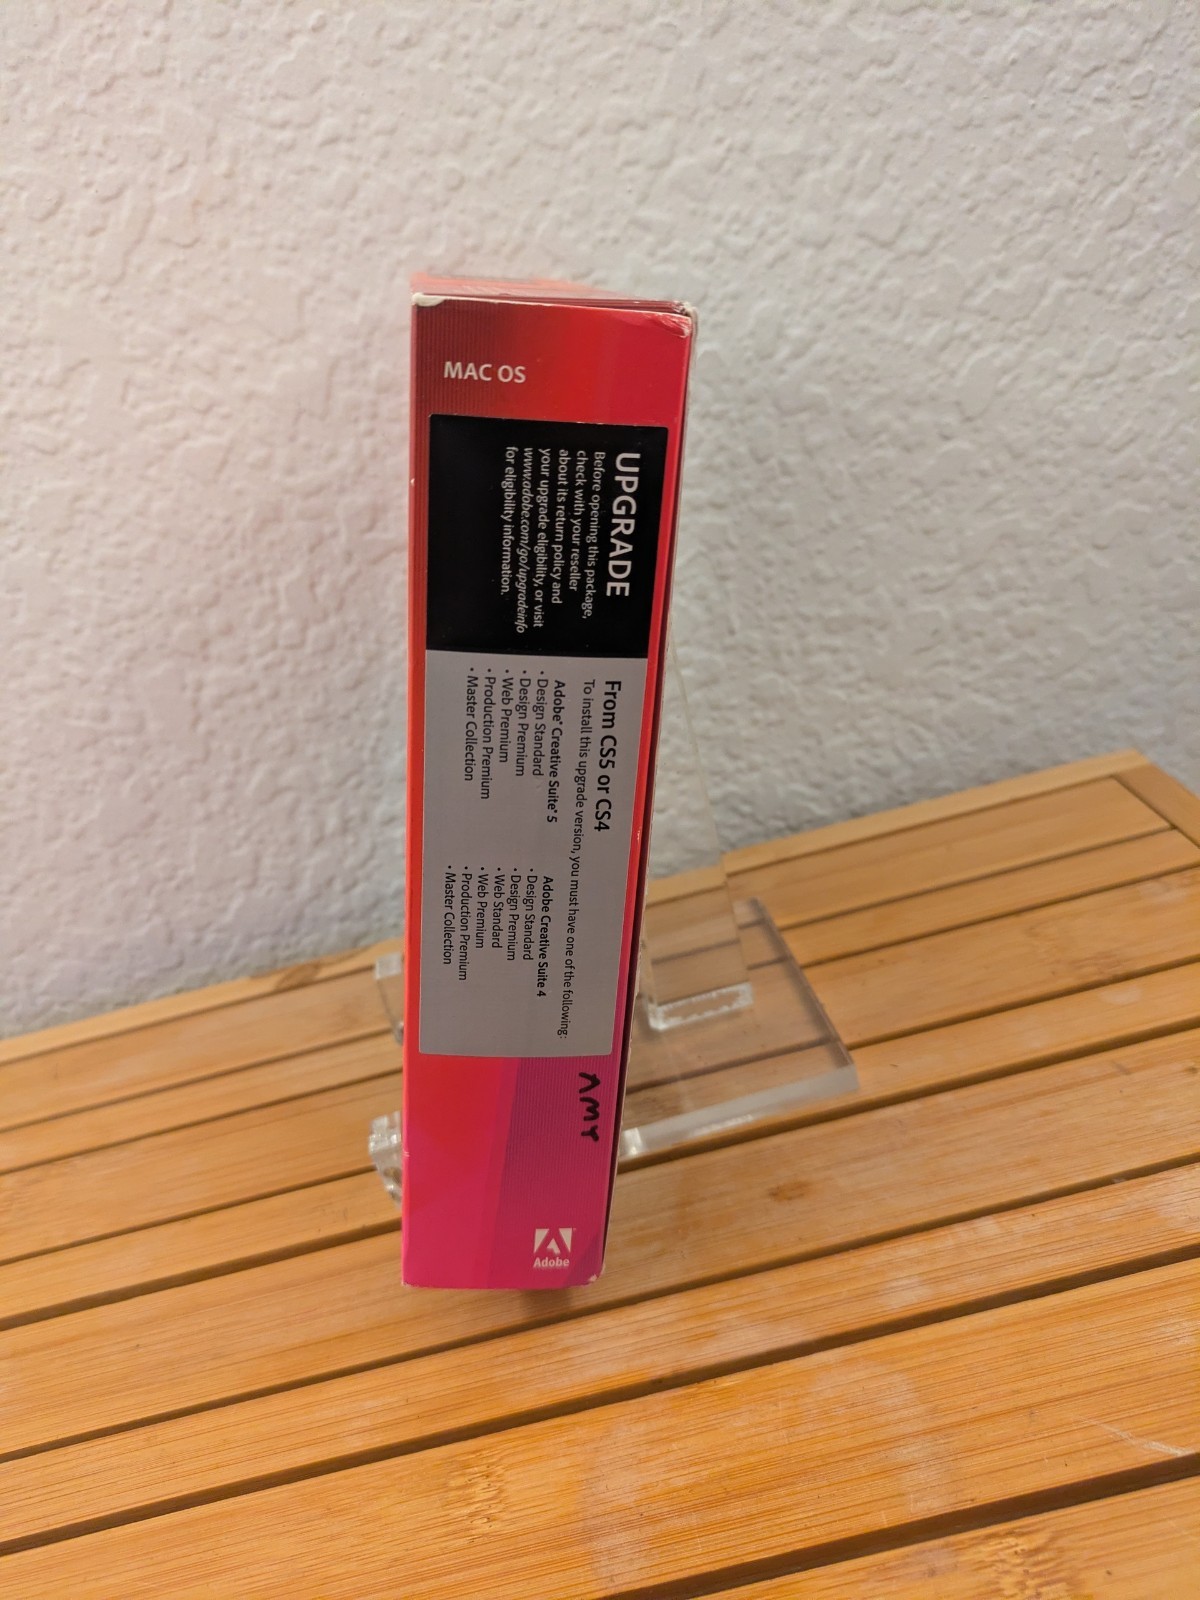 MAC OS
UPGRADE
Before opening this package,
check with your reseller
about its return policy and
your upgrade eligibility, or visit
www.adobe.com/go/upgradeinfo
for eligibility information.
From CS5 or CS4
To install this upgrade version, you must have one of the following:
Adobe® Creative Suite® 5
• Design Standard
• Design Premium
• Web Premium
• Production Premium
• Master Collection
Adobe Creative Suite 4
• Design Standard
• Design Premium
• Web Standard
• Web Premium
• Production Premium
• Master Collection
AMY
Adobe